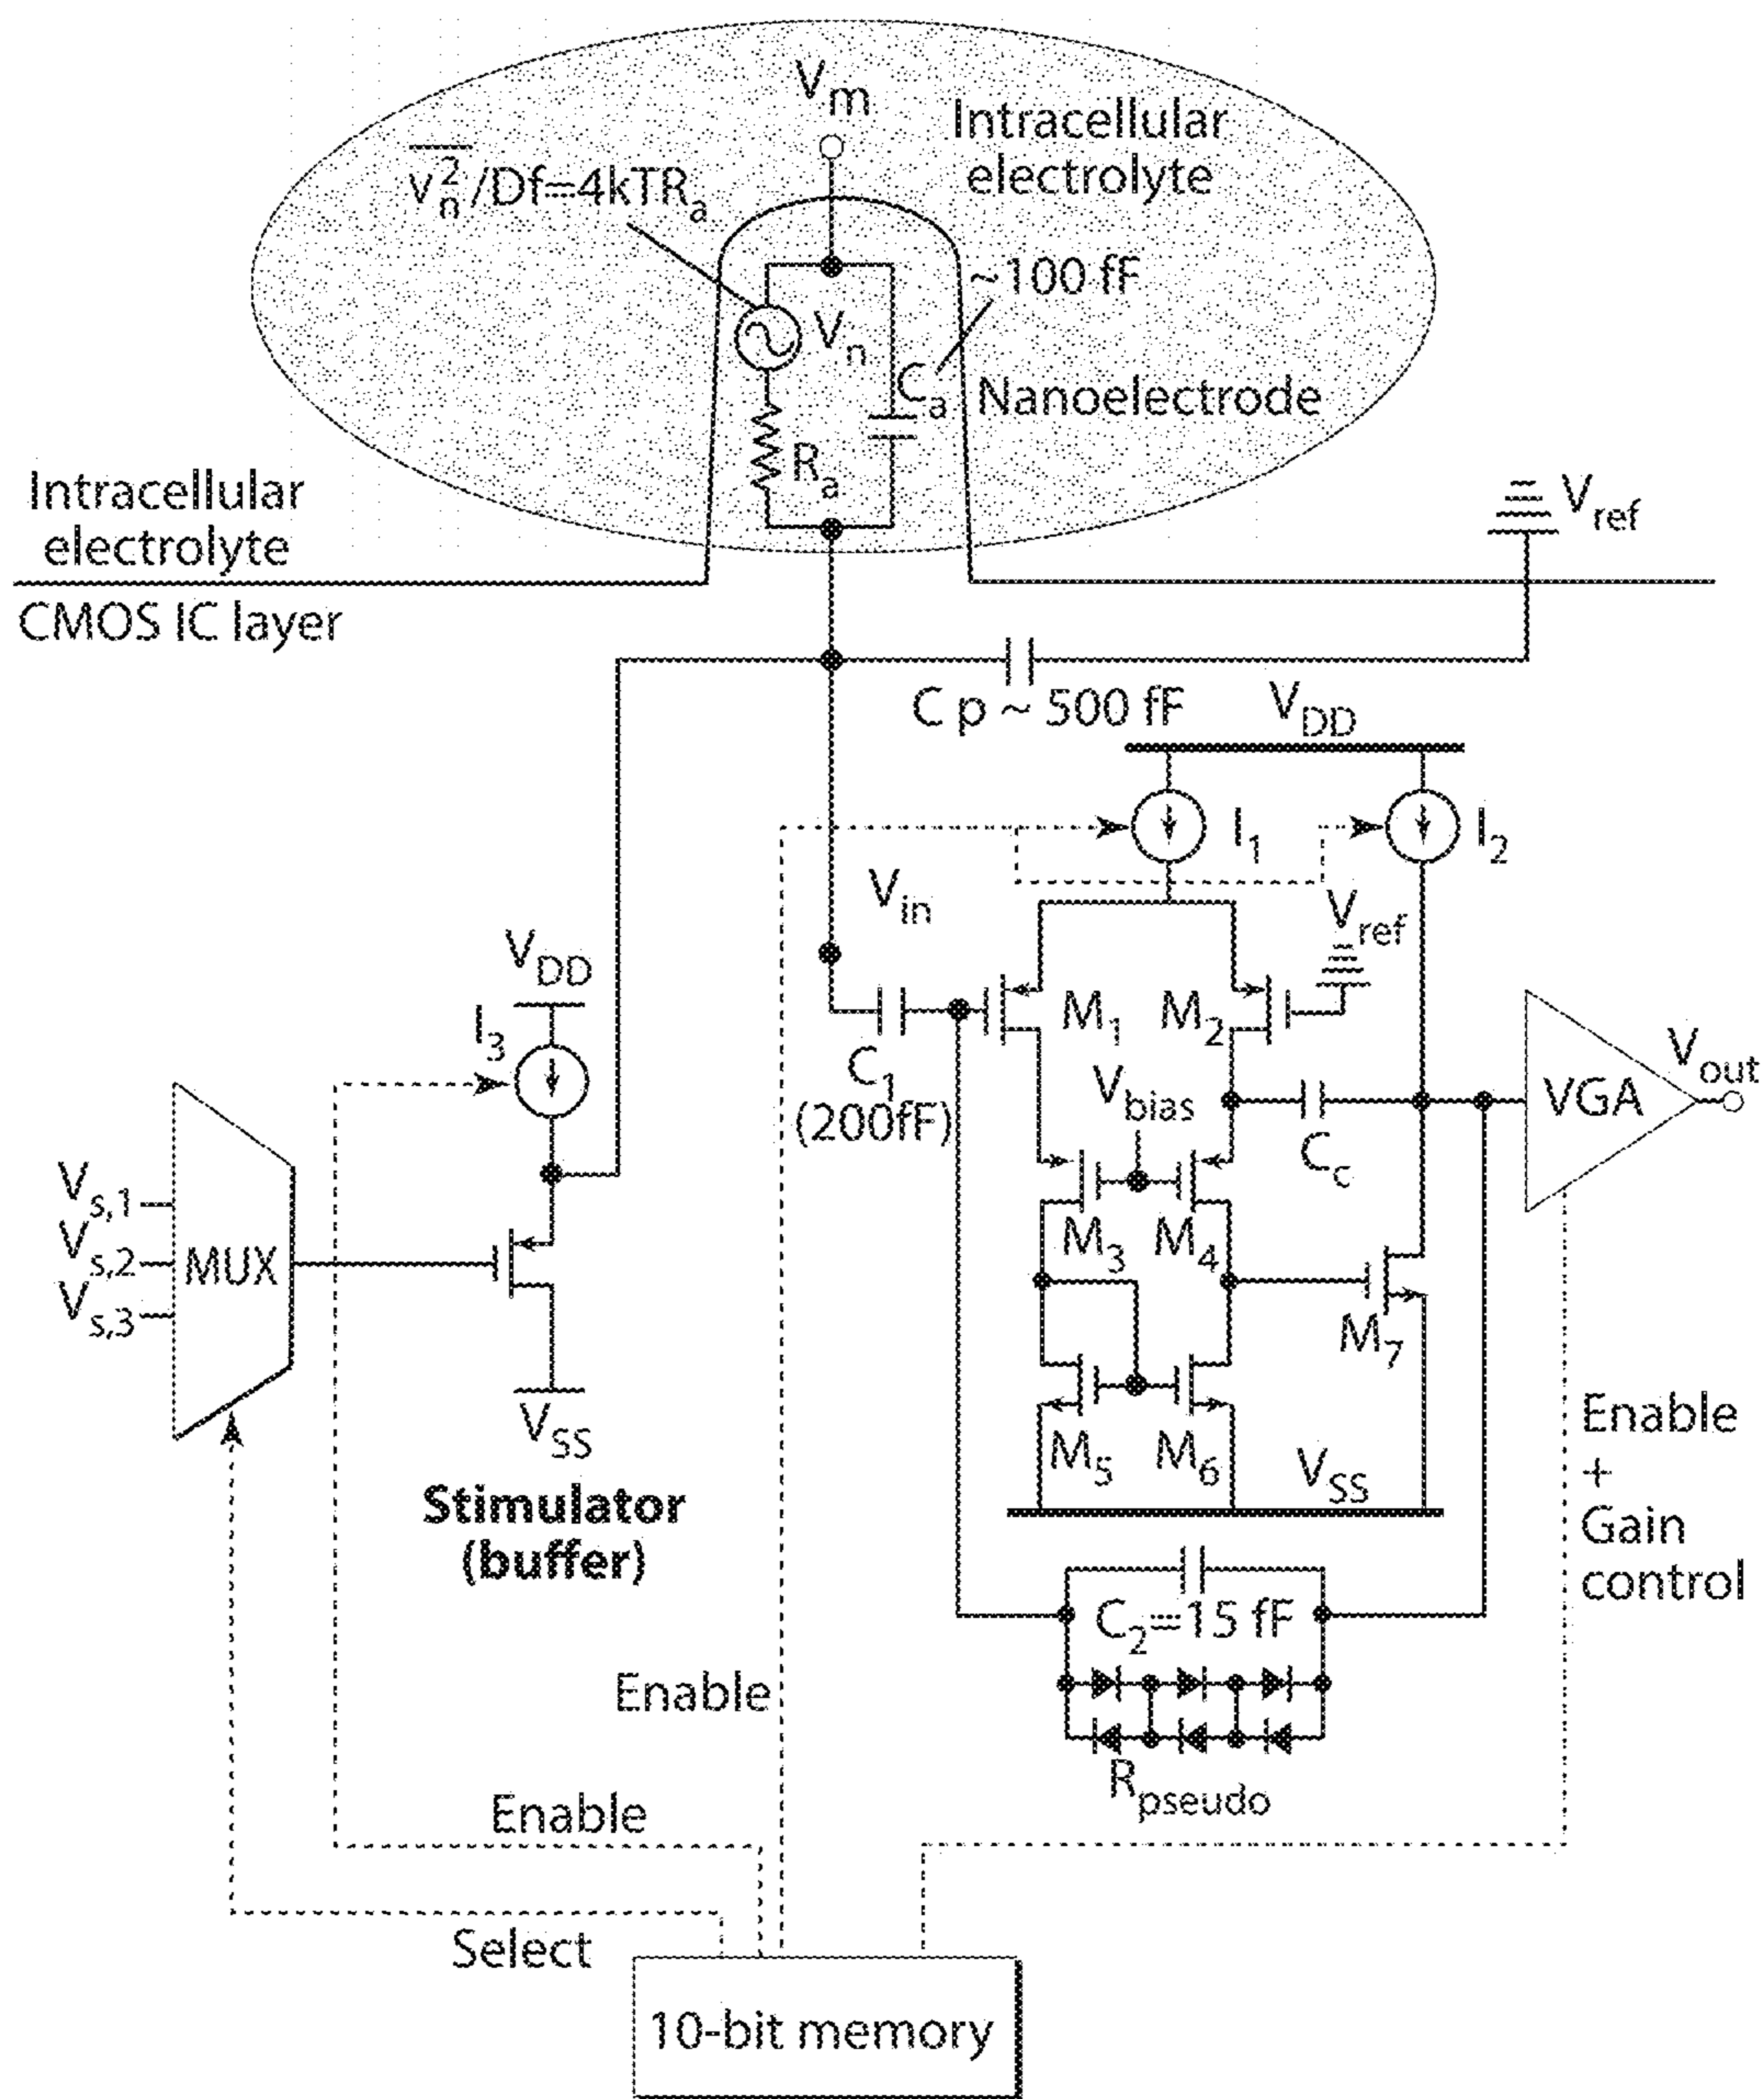 Vm
Intracellular
electrolyte
v̅n²/Df=4kTRa
~100 fF
Vn
Ca
Nanoelectrode
Ra
Intracellular
electrolyte
Vref
CMOS IC layer
C p ~ 500 fF
VDD
I1
I2
Vin
Vref
VDD
I3
M1
M2
C1
(200fF)
Vbias
Cc
VGA
Vout
Vs,1
Vs,2
Vs,3
MUX
M3
M4
M7
M5
M6
VSS
VSS
Stimulator
(buffer)
Enable
+
Gain
control
C2=15 fF
Rpseudo
Enable
Enable
Select
10-bit memory